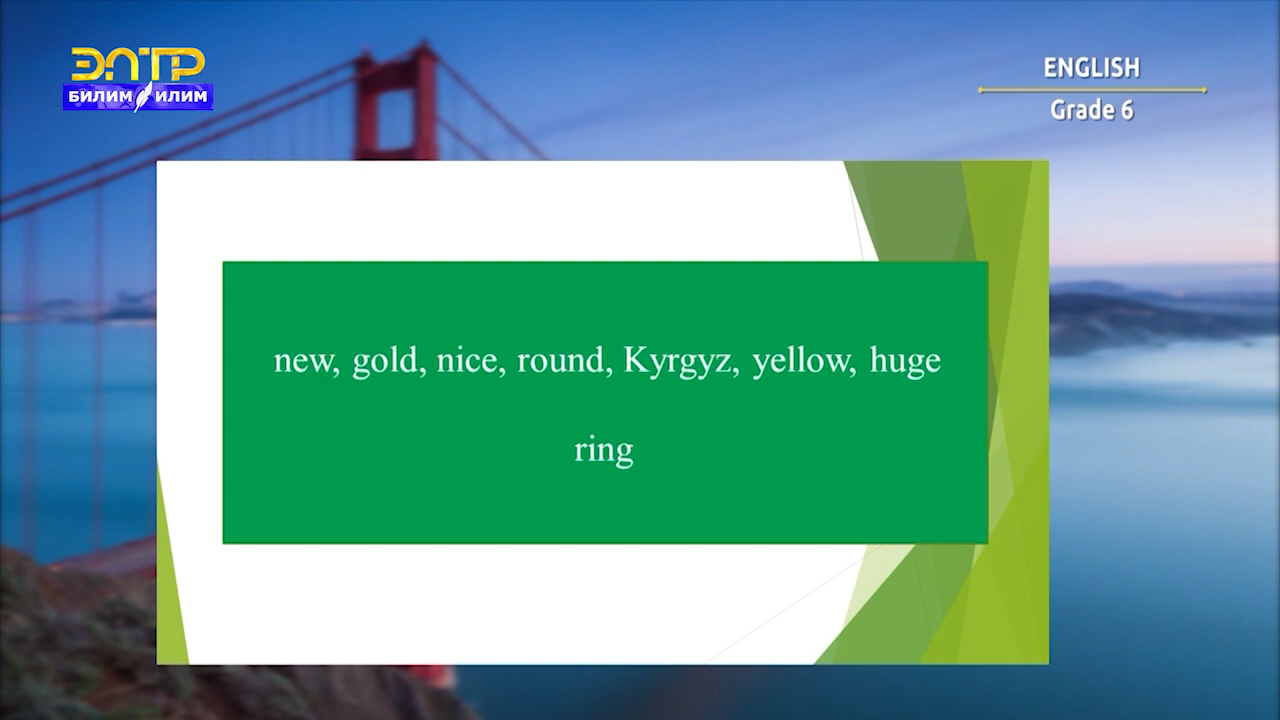 ЭЛТР
БИЛИМ ИЛИМ
ENGLISH
Grade 6
new, gold, nice, round, Kyrgyz, yellow, huge
ring